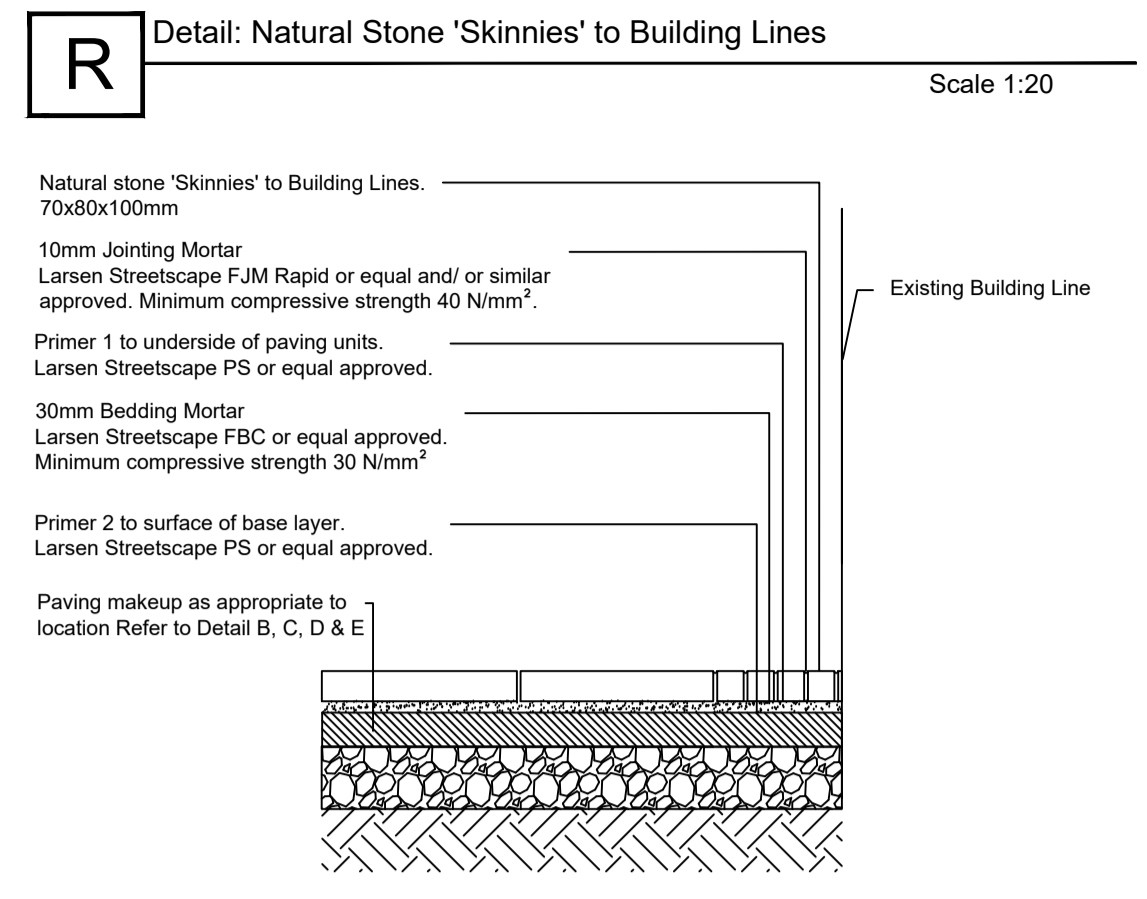 R
Detail: Natural Stone 'Skinnies' to Building Lines
Scale 1:20
Natural stone 'Skinnies' to Building Lines.
70x80x100mm
10mm Jointing Mortar
Larsen Streetscape FJM Rapid or equal and/ or similar
approved. Minimum compressive strength 40 N/mm².
Existing Building Line
Primer 1 to underside of paving units.
Larsen Streetscape PS or equal approved.
30mm Bedding Mortar
Larsen Streetscape FBC or equal approved.
Minimum compressive strength 30 N/mm²
Primer 2 to surface of base layer.
Larsen Streetscape PS or equal approved.
Paving makeup as appropriate to
location Refer to Detail B, C, D & E